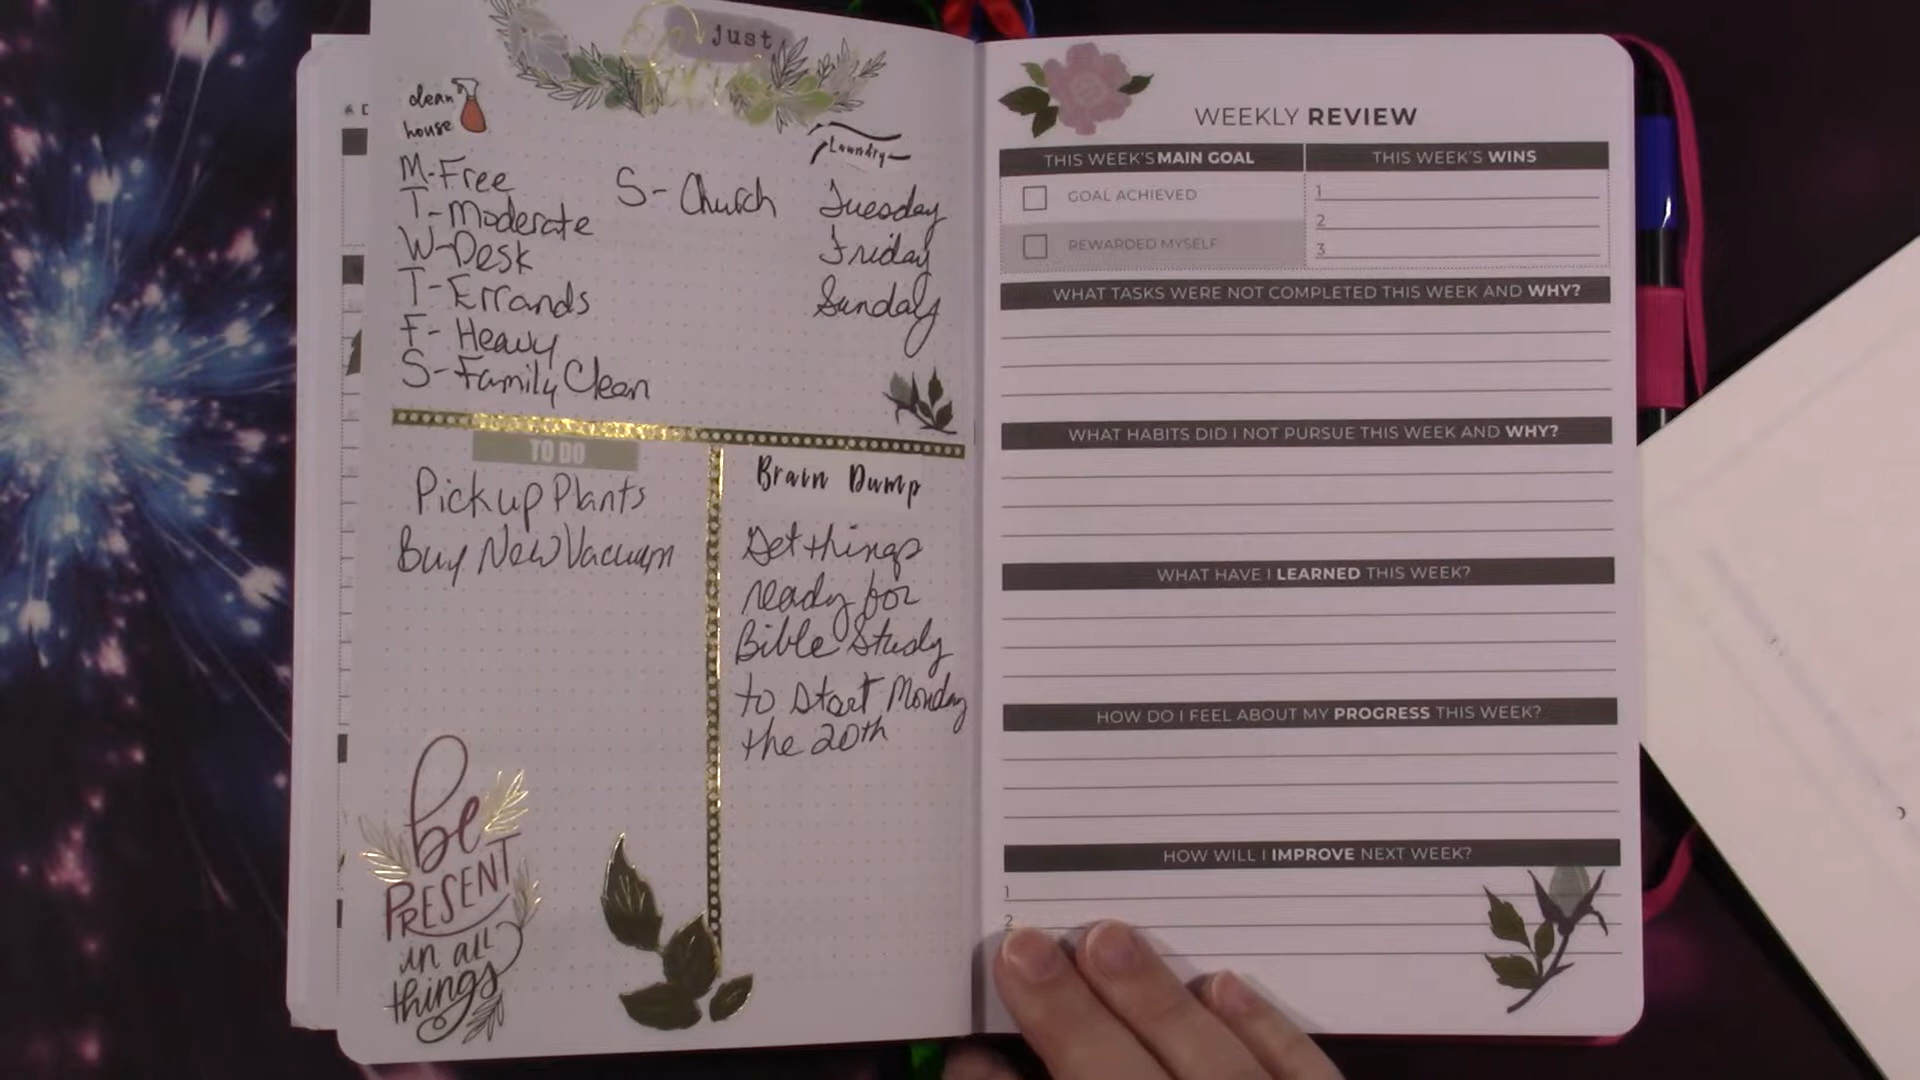 just
clean
house
M-Free
T-Moderate
W-Desk
T-Errands
F-Heavy
S-Family Clean
S-Church
Laundry
Tuesday
Friday
Sunday
TO DO
Pick up Plants
Buy New Vacuum
Brain Dump
Get things
ready for
Bible Study
to start Monday
the 20th
be
PRESENT
in all
things
WEEKLY REVIEW
THIS WEEK'S MAIN GOAL
GOAL ACHIEVED
REWARDED MYSELF
THIS WEEK'S WINS
1
2
3
WHAT TASKS WERE NOT COMPLETED THIS WEEK AND WHY?
WHAT HABITS DID I NOT PURSUE THIS WEEK AND WHY?
WHAT HAVE I LEARNED THIS WEEK?
HOW DO I FEEL ABOUT MY PROGRESS THIS WEEK?
HOW WILL I IMPROVE NEXT WEEK?
1
2